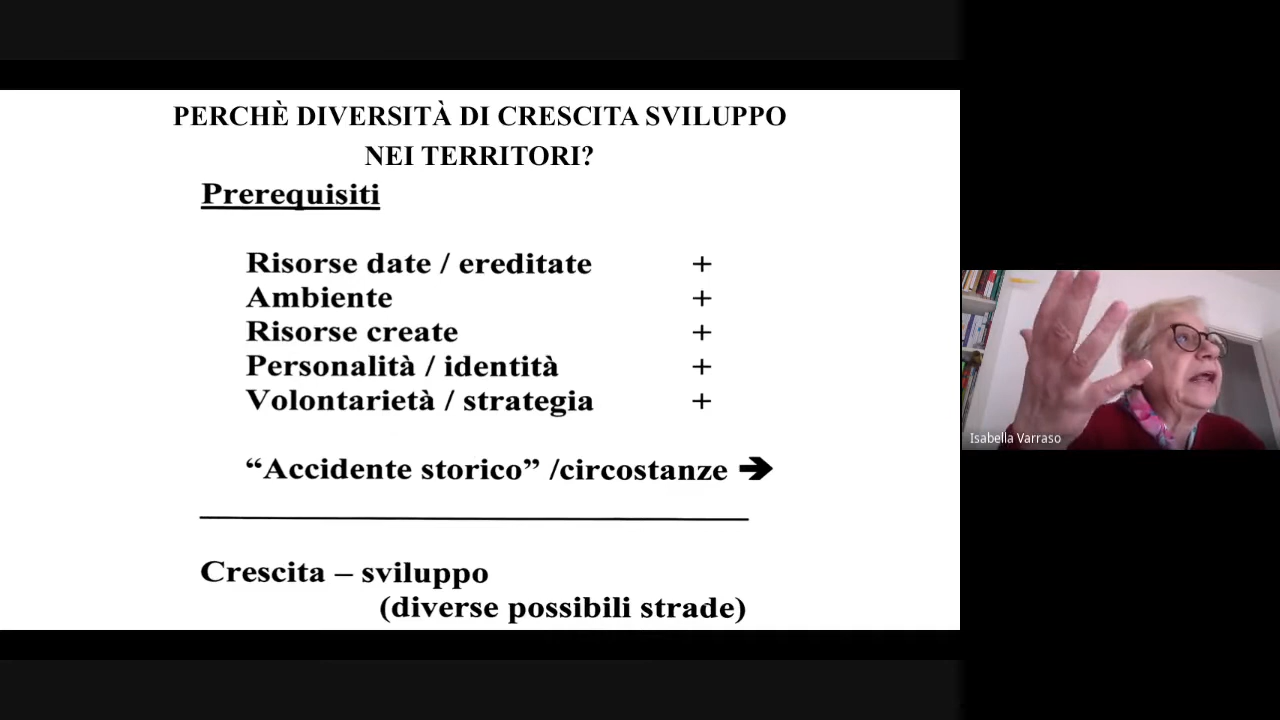 PERCHÈ DIVERSITÀ DI CRESCITA SVILUPPO
NEI TERRITORI?
Prerequisiti
Risorse date / ereditate +
Ambiente +
Risorse create +
Personalità / identità +
Volontarietà / strategia +
“Accidente storico” /circostanze ➔
Crescita – sviluppo
(diverse possibili strade)
Isabella Varraso